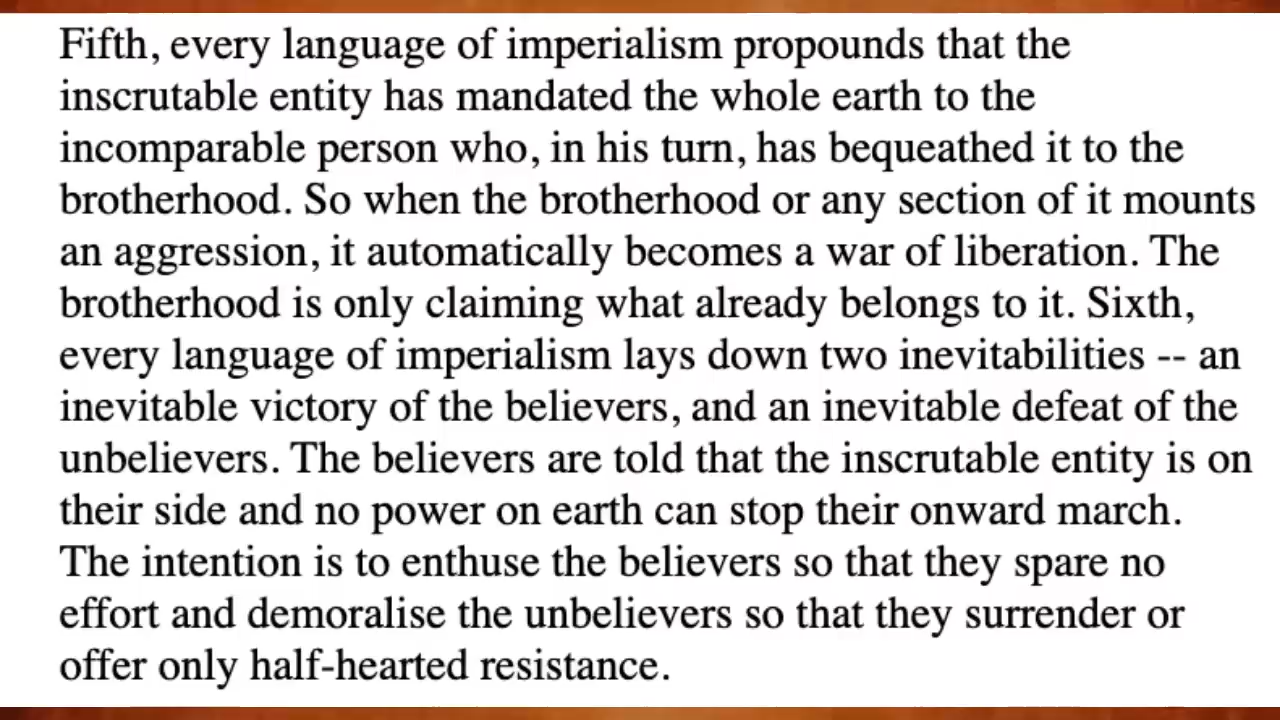 Fifth, every language of imperialism propounds that the
inscrutable entity has mandated the whole earth to the
incomparable person who, in his turn, has bequeathed it to the
brotherhood. So when the brotherhood or any section of it mounts
an aggression, it automatically becomes a war of liberation. The
brotherhood is only claiming what already belongs to it. Sixth,
every language of imperialism lays down two inevitabilities -- an
inevitable victory of the believers, and an inevitable defeat of the
unbelievers. The believers are told that the inscrutable entity is on
their side and no power on earth can stop their onward march.
The intention is to enthuse the believers so that they spare no
effort and demoralise the unbelievers so that they surrender or
offer only half-hearted resistance.